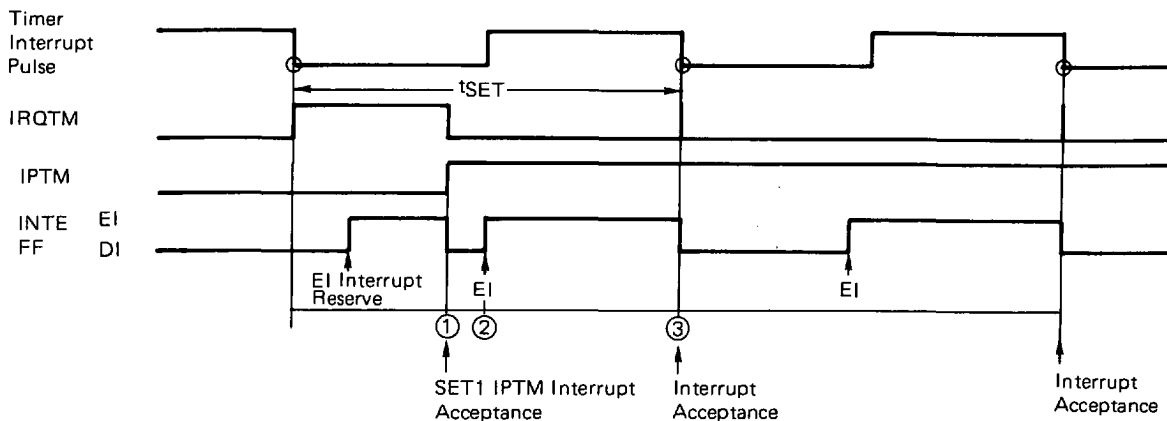 Timer
Interrupt
Pulse
tSET
IRQTM
IPTM
INTE EI
FF DI
EI Interrupt
Reserve
EI
EI
① ② ③
SET1 IPTM Interrupt
Acceptance
Interrupt
Acceptance
Interrupt
Acceptance